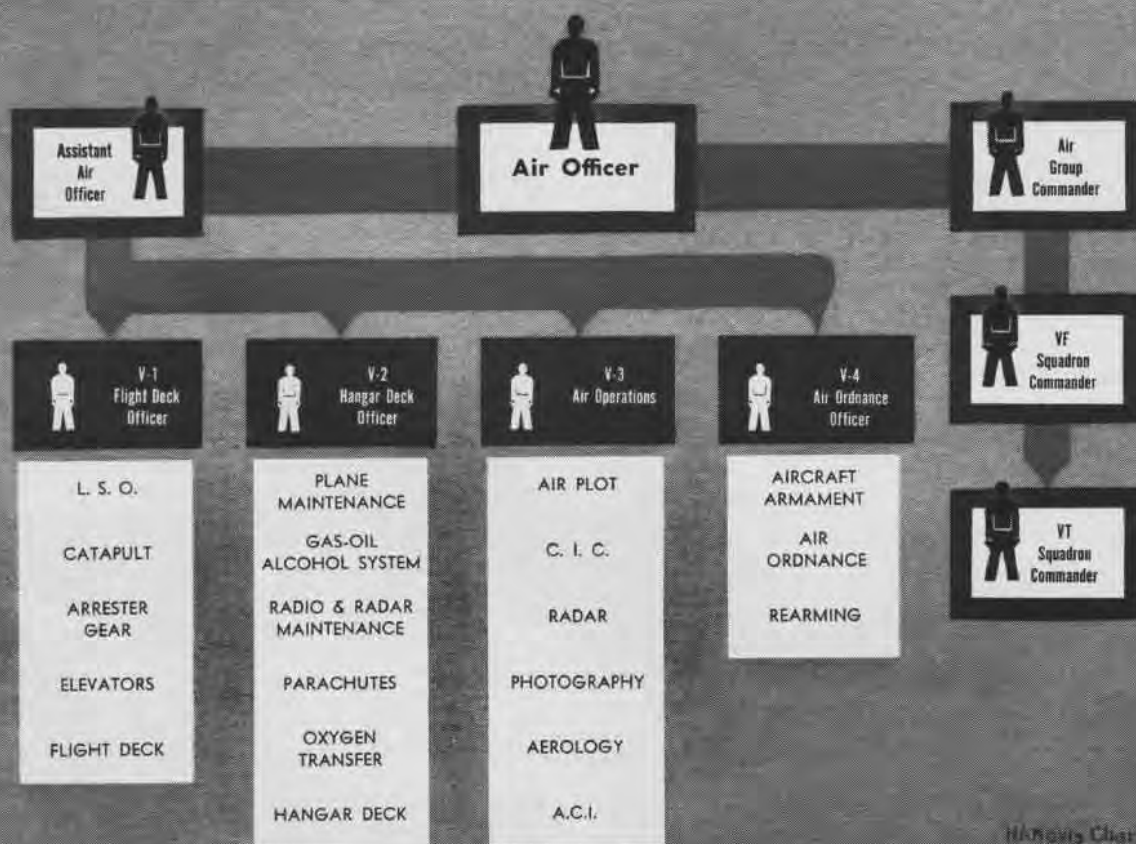 Assistant
Air
Officer
Air Officer
Air
Group
Commander
VF
Squadron
Commander
VT
Squadron
Commander
V-1
Flight Deck
Officer
L. S. O.
CATAPULT
ARRESTER
GEAR
ELEVATORS
FLIGHT DECK
V-2
Hangar Deck
Officer
PLANE
MAINTENANCE
GAS-OIL
ALCOHOL SYSTEM
RADIO & RADAR
MAINTENANCE
PARACHUTES
OXYGEN
TRANSFER
HANGAR DECK
V-3
Air Operations
AIR PLOT
C. I. C.
RADAR
PHOTOGRAPHY
AEROLOGY
A.C.I.
V-4
Air Ordnance
Officer
AIRCRAFT
ARMAMENT
AIR
ORDNANCE
REARMING